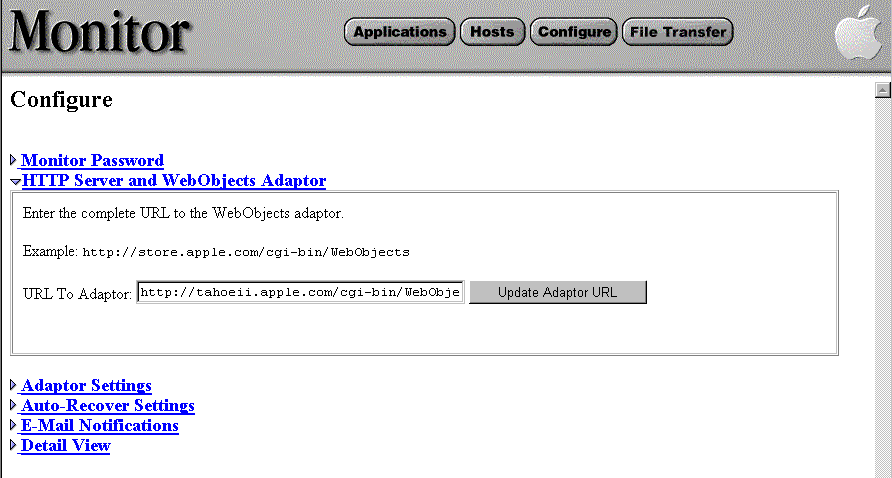 Monitor
Applications Hosts Configure File Transfer
Configure
Monitor Password
HTTP Server and WebObjects Adaptor
Enter the complete URL to the WebObjects adaptor.
Example: http://store.apple.com/cgi-bin/WebObjects
URL To Adaptor: http://tahoeii.apple.com/cgi-bin/WebObje Update Adaptor URL
Adaptor Settings
Auto-Recover Settings
E-Mail Notifications
Detail View